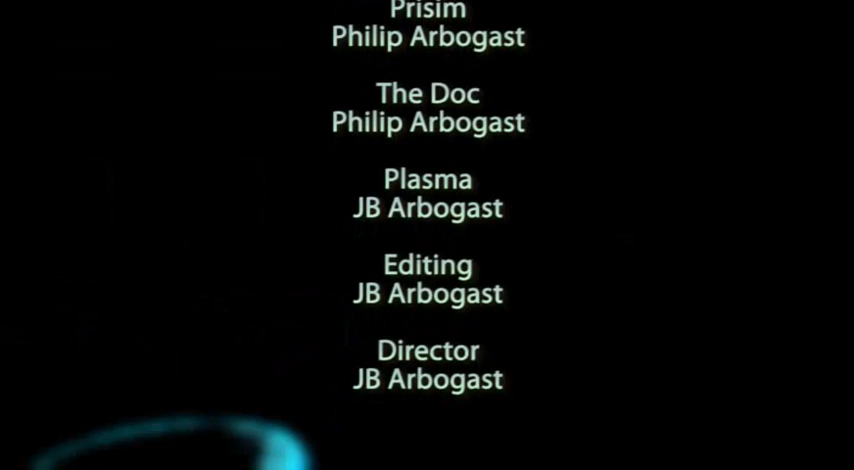 Prisim
Philip Arbogast
The Doc
Philip Arbogast
Plasma
JB Arbogast
Editing
JB Arbogast
Director
JB Arbogast